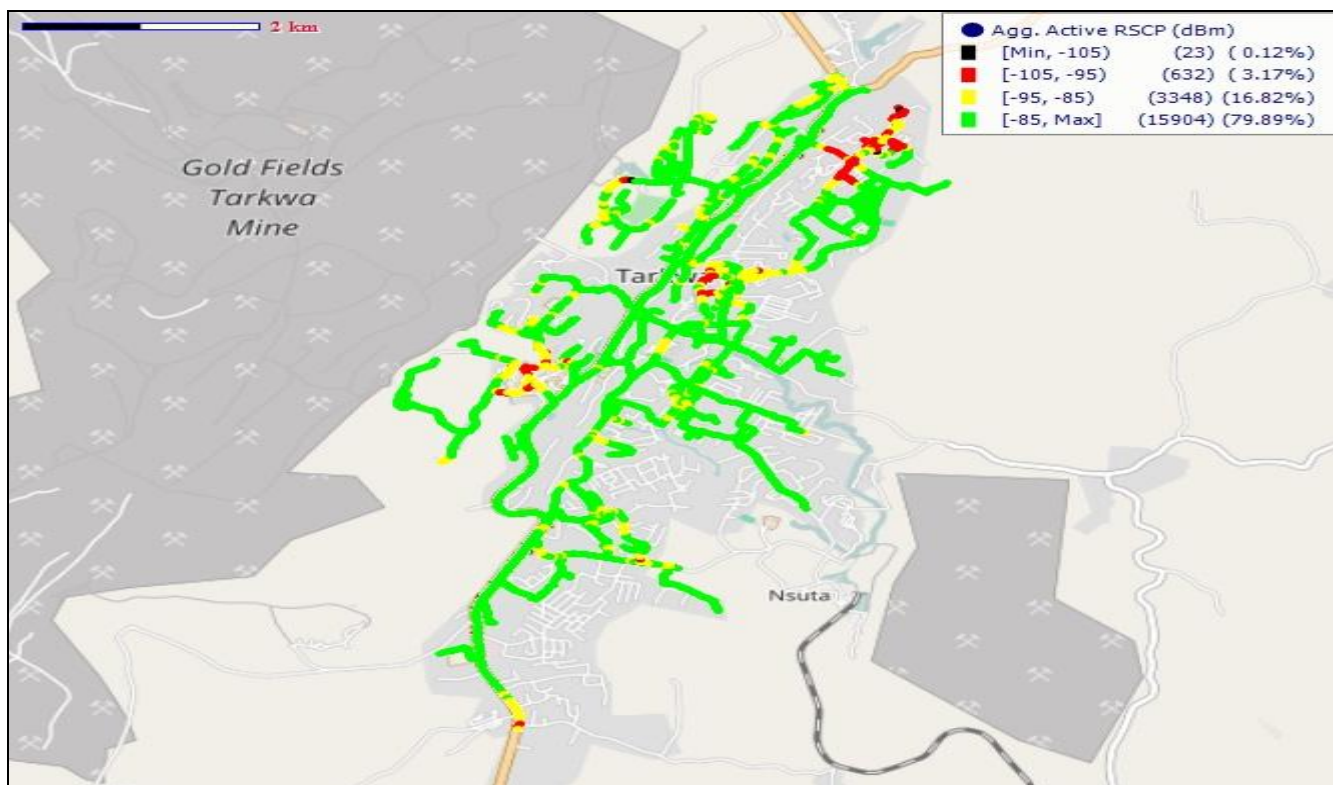 2 km
Agg. Active RSCP (dBm)
[Min, -105) (23) ( 0.12%)
[-105, -95) (632) ( 3.17%)
[-95, -85) (3348) (16.82%)
[-85, Max] (15904) (79.89%)
Gold Fields
Tarkwa
Mine
Tarkwa
Nsuta